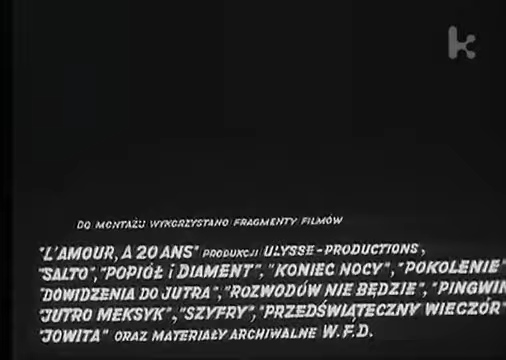 DO MONTAŻU WYKORZYSTANO FRAGMENTY FILMÓW
"L'AMOUR, A 20 ANS" PRODUKCJI ULYSSE-PRODUCTIONS,
"SALTO", "POPIÓŁ i DIAMENT", "KONIEC NOCY", "POKOLENIE"
"DOWIDZENIA DO JUTRA", "ROZWODÓW NIE BĘDZIE", "PINGWIN
"JUTRO MEKSYK", "SZYFRY", "PRZEDŚWIĄTECZNY WIECZÓR"
"JOWITA" ORAZ MATERIAŁY ARCHIWALNE W.F.D.